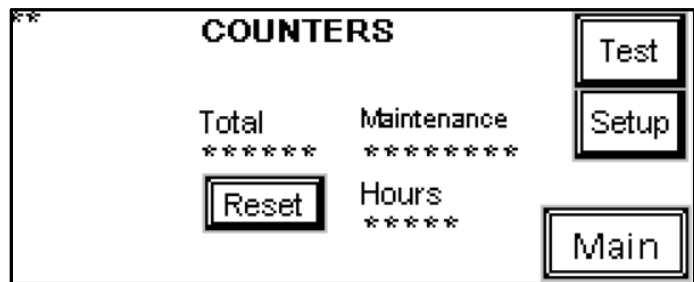 **
COUNTERS
Test
Total
Maintenance
Setup
******
********
Reset
Hours
*****
Main